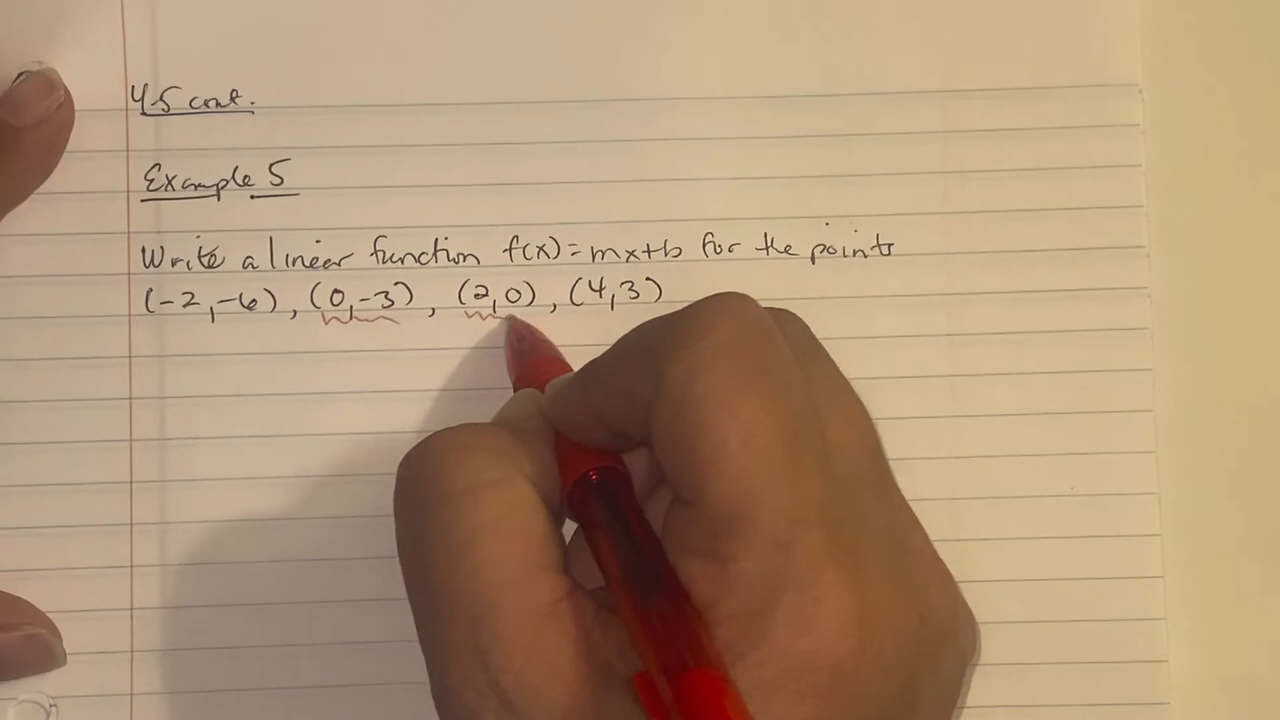 4.5 cont.
Example 5
Write a linear function f(x)=mx+b for the points
(-2,-6), (0,-3), (2,0), (4,3)